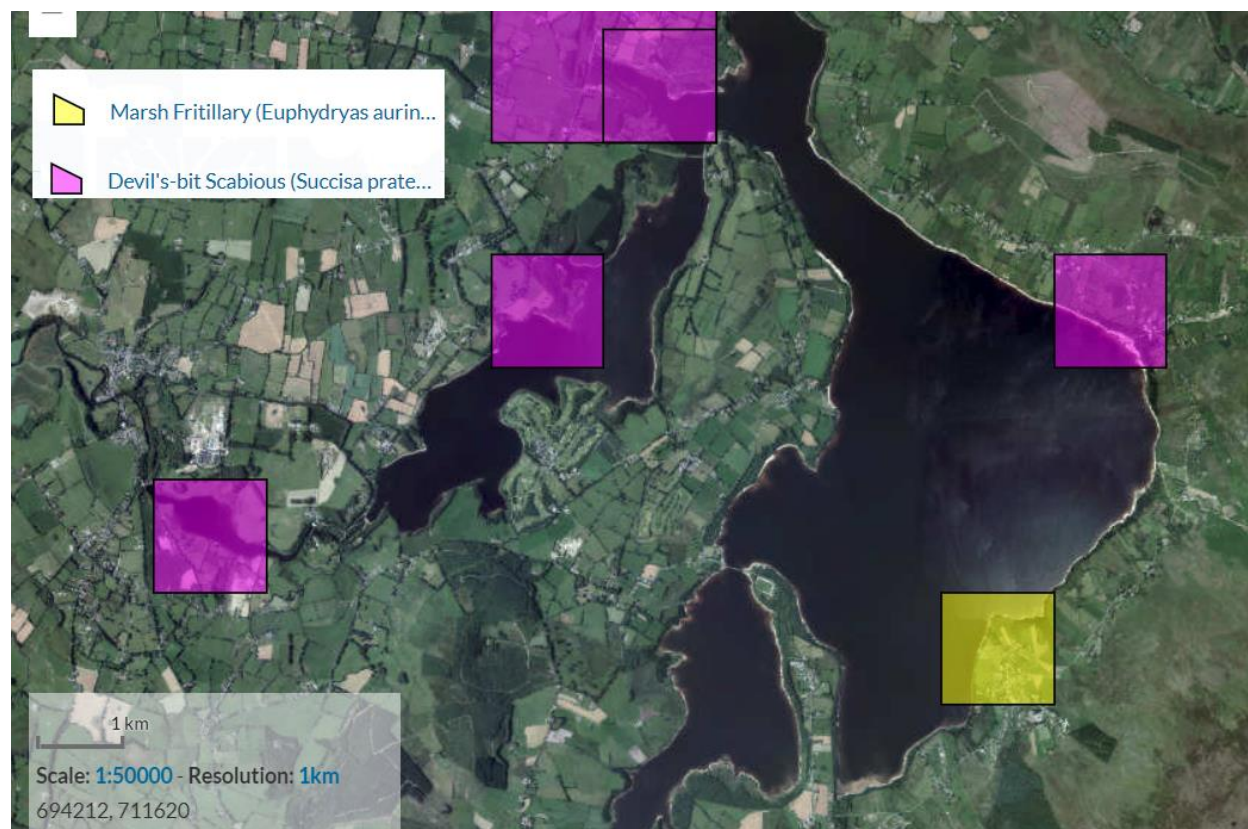 Marsh Fritillary (Euphydryas aurin...
Devil's-bit Scabious (Succisa prate...
1 km
Scale: 1:50000 - Resolution: 1km
694212, 711620